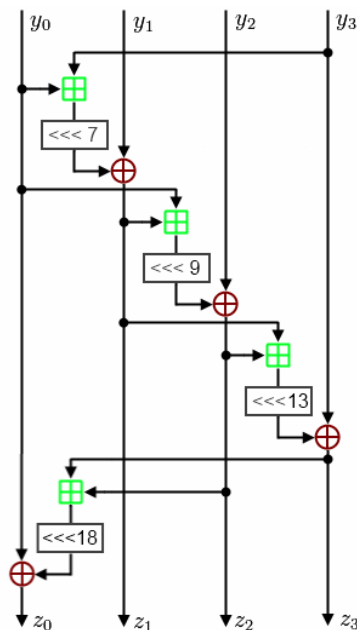 y₀ y₁ y₂ y₃
<<< 7
<<< 9
<<<13
<<<18
z₀ z₁ z₂ z₃